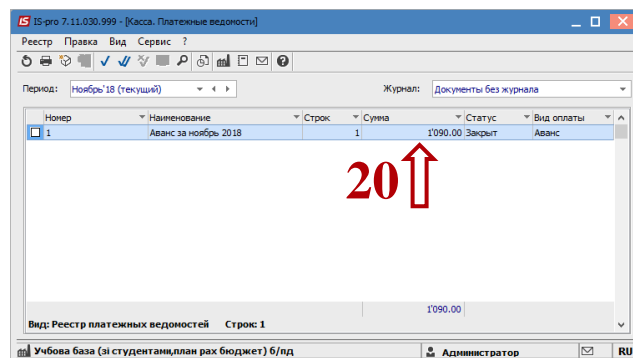 IS-pro 7.11.030.999 - [Касса. Платежные ведомости]
Реестр Правка Вид Сервис ?
Период: Ноябрь'18 (текущий) Журнал: Документы без журнала
Номер Наименование Строк Сумма Статус Вид оплаты
1 Аванс за ноябрь 2018 1 1'090.00 Закрыт Аванс
20
1'090.00
Вид: Реестр платежных ведомостей Строк: 1
Учбова база (зі студентами,план рах бюджет) б/пд Администратор RU